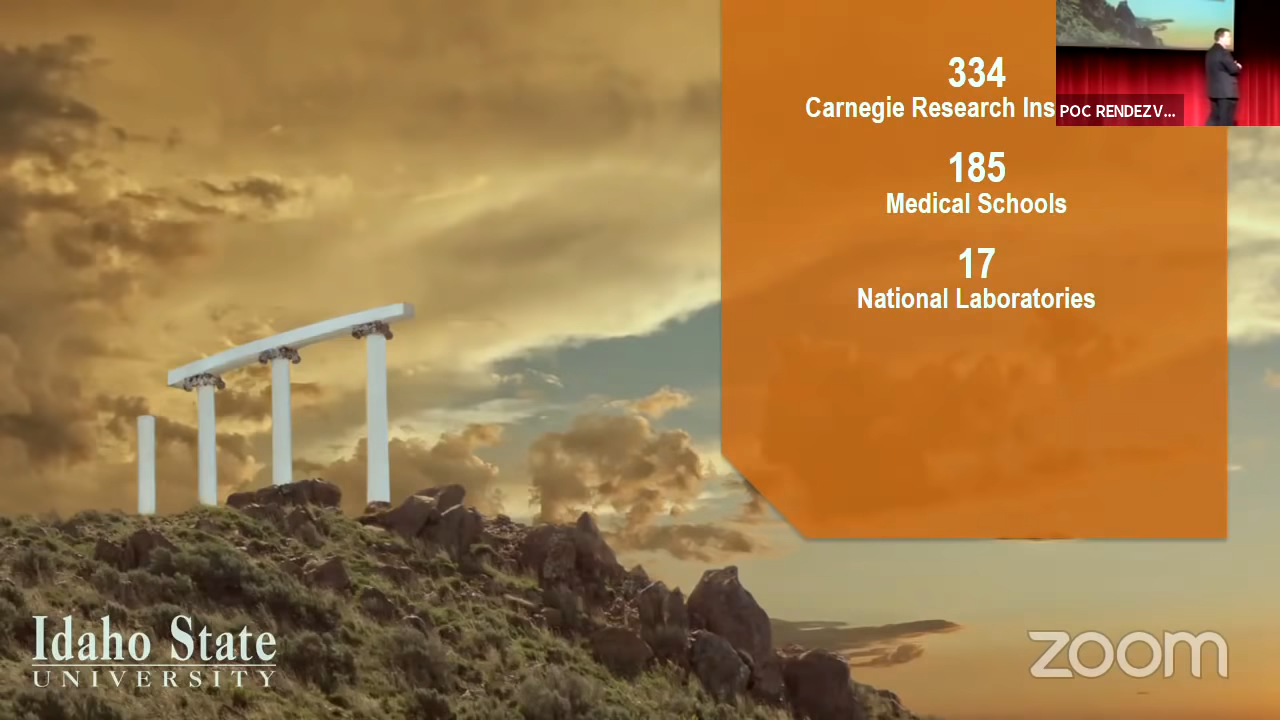 334
Carnegie Research Ins
185
Medical Schools
17
National Laboratories
POC RENDEZV...
Idaho State
UNIVERSITY
zoom